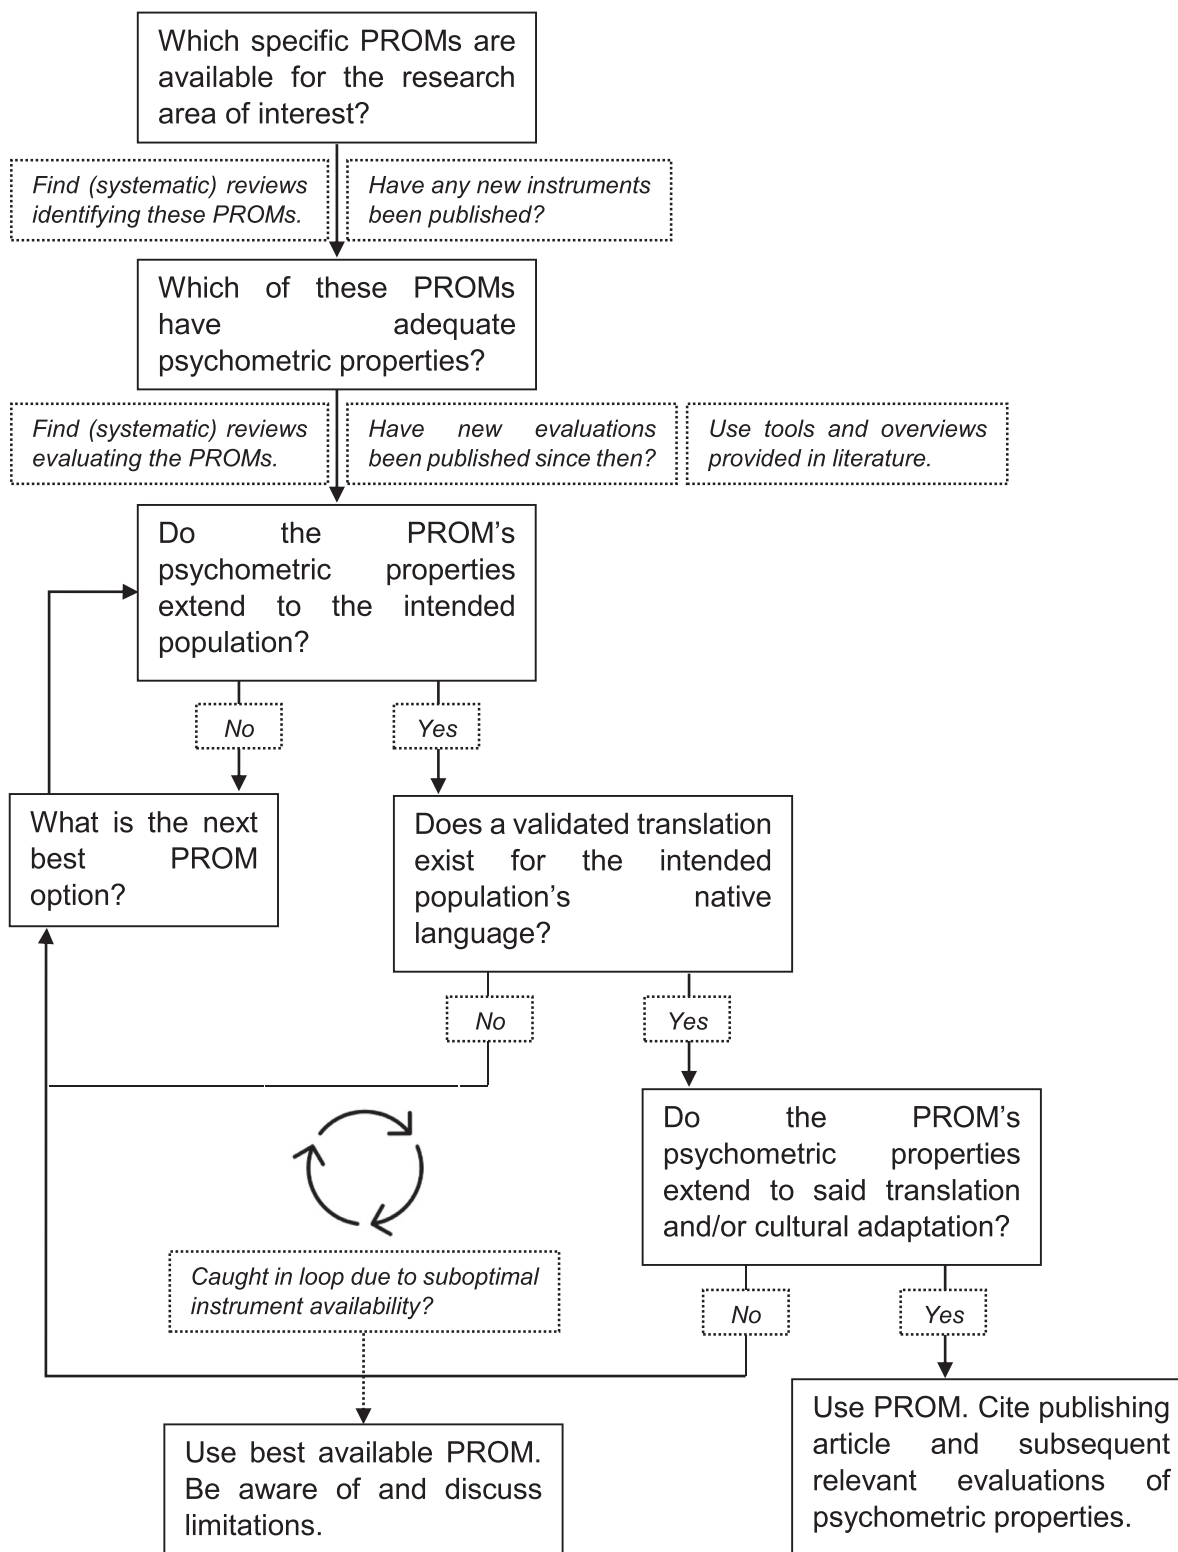 Which specific PROMs are
available for the research
area of interest?
Find (systematic) reviews
identifying these PROMs.
Have any new instruments
been published?
Which of these PROMs
have adequate
psychometric properties?
Find (systematic) reviews
evaluating the PROMs.
Have new evaluations
been published since then?
Use tools and overviews
provided in literature.
Do the PROM’s
psychometric properties
extend to the intended
population?
No
Yes
What is the next
best PROM
option?
Does a validated translation
exist for the intended
population’s native
language?
No
Yes
Do the PROM’s
psychometric properties
extend to said translation
and/or cultural adaptation?
Caught in loop due to suboptimal
instrument availability?
No
Yes
Use best available PROM.
Be aware of and discuss
limitations.
Use PROM. Cite publishing
article and subsequent
relevant evaluations of
psychometric properties.